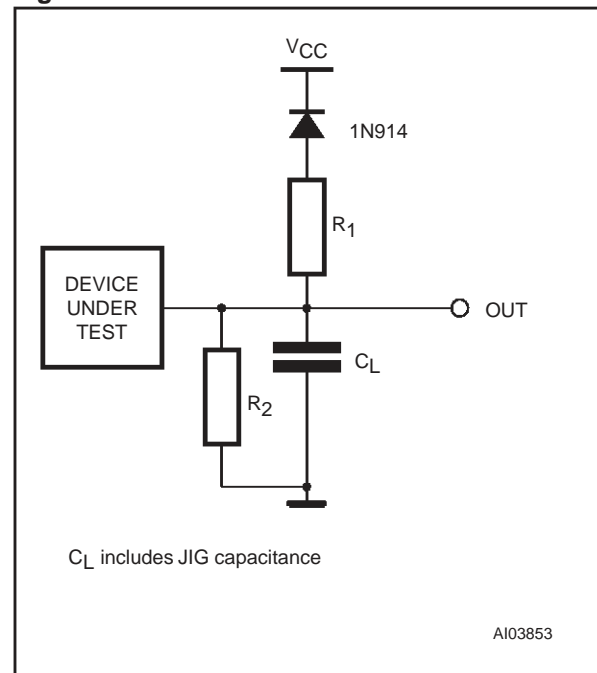 VCC
1N914
R1
DEVICE
UNDER
TEST
OUT
CL
R2
CL includes JIG capacitance
AI03853